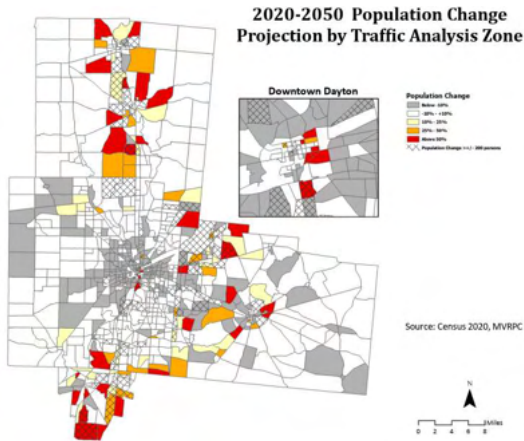 2020-2050 Population Change
Projection by Traffic Analysis Zone
Downtown Dayton
Population Change
Below -10%
-10% - +10%
10% - 25%
25% - 50%
Above 50%
Population Change >+/- 200 persons
Source: Census 2020, MVRPC
N
Miles
0 2 4 6 8